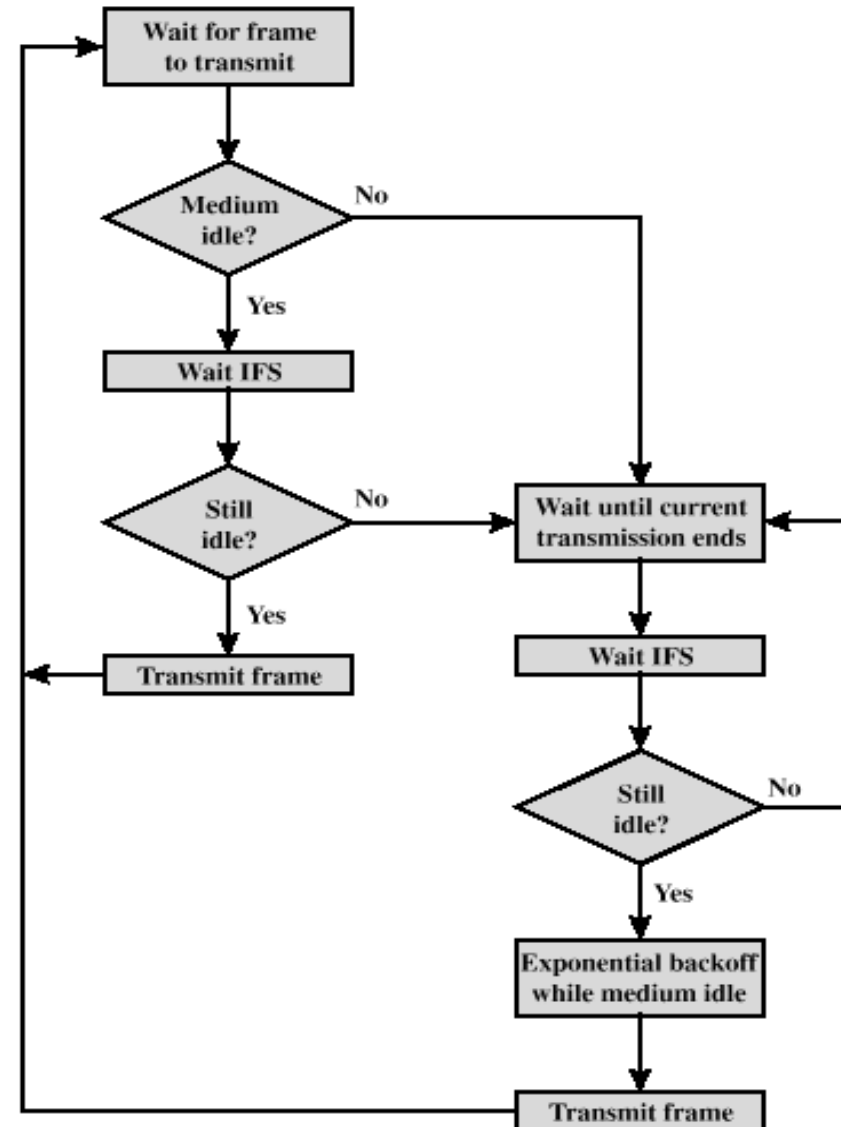 Wait for frame
to transmit
Medium
idle?
No
Yes
Wait IFS
Still
idle?
No
Yes
Transmit frame
Wait until current
transmission ends
Wait IFS
Still
idle?
No
Yes
Exponential backoff
while medium idle
Transmit frame